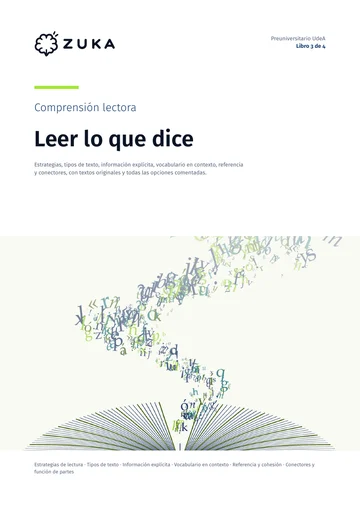 ZUKA
Preuniversitario UdeA
Libro 3 de 4
Comprensión lectora
Leer lo que dice
Estrategias, tipos de texto, información explícita, vocabulario en contexto, referencia
y conectores, con textos originales y todas las opciones comentadas.
Estrategias de lectura · Tipos de texto · Información explícita · Vocabulario en contexto · Referencia y cohesión · Conectores y
función de partes